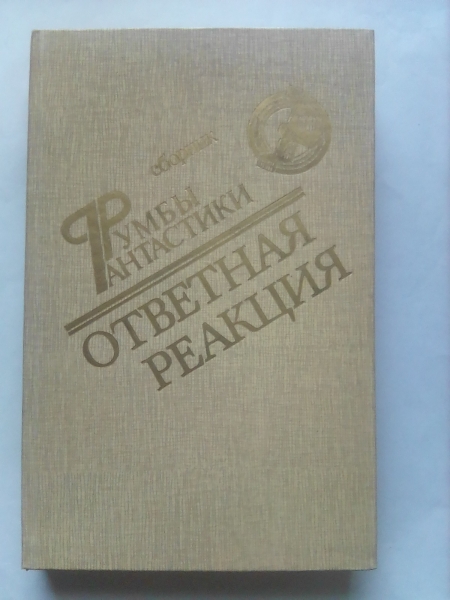 сборник
РУМБЫ
ФАНТАСТИКИ
ОТВЕТНАЯ
РЕАКЦИЯ